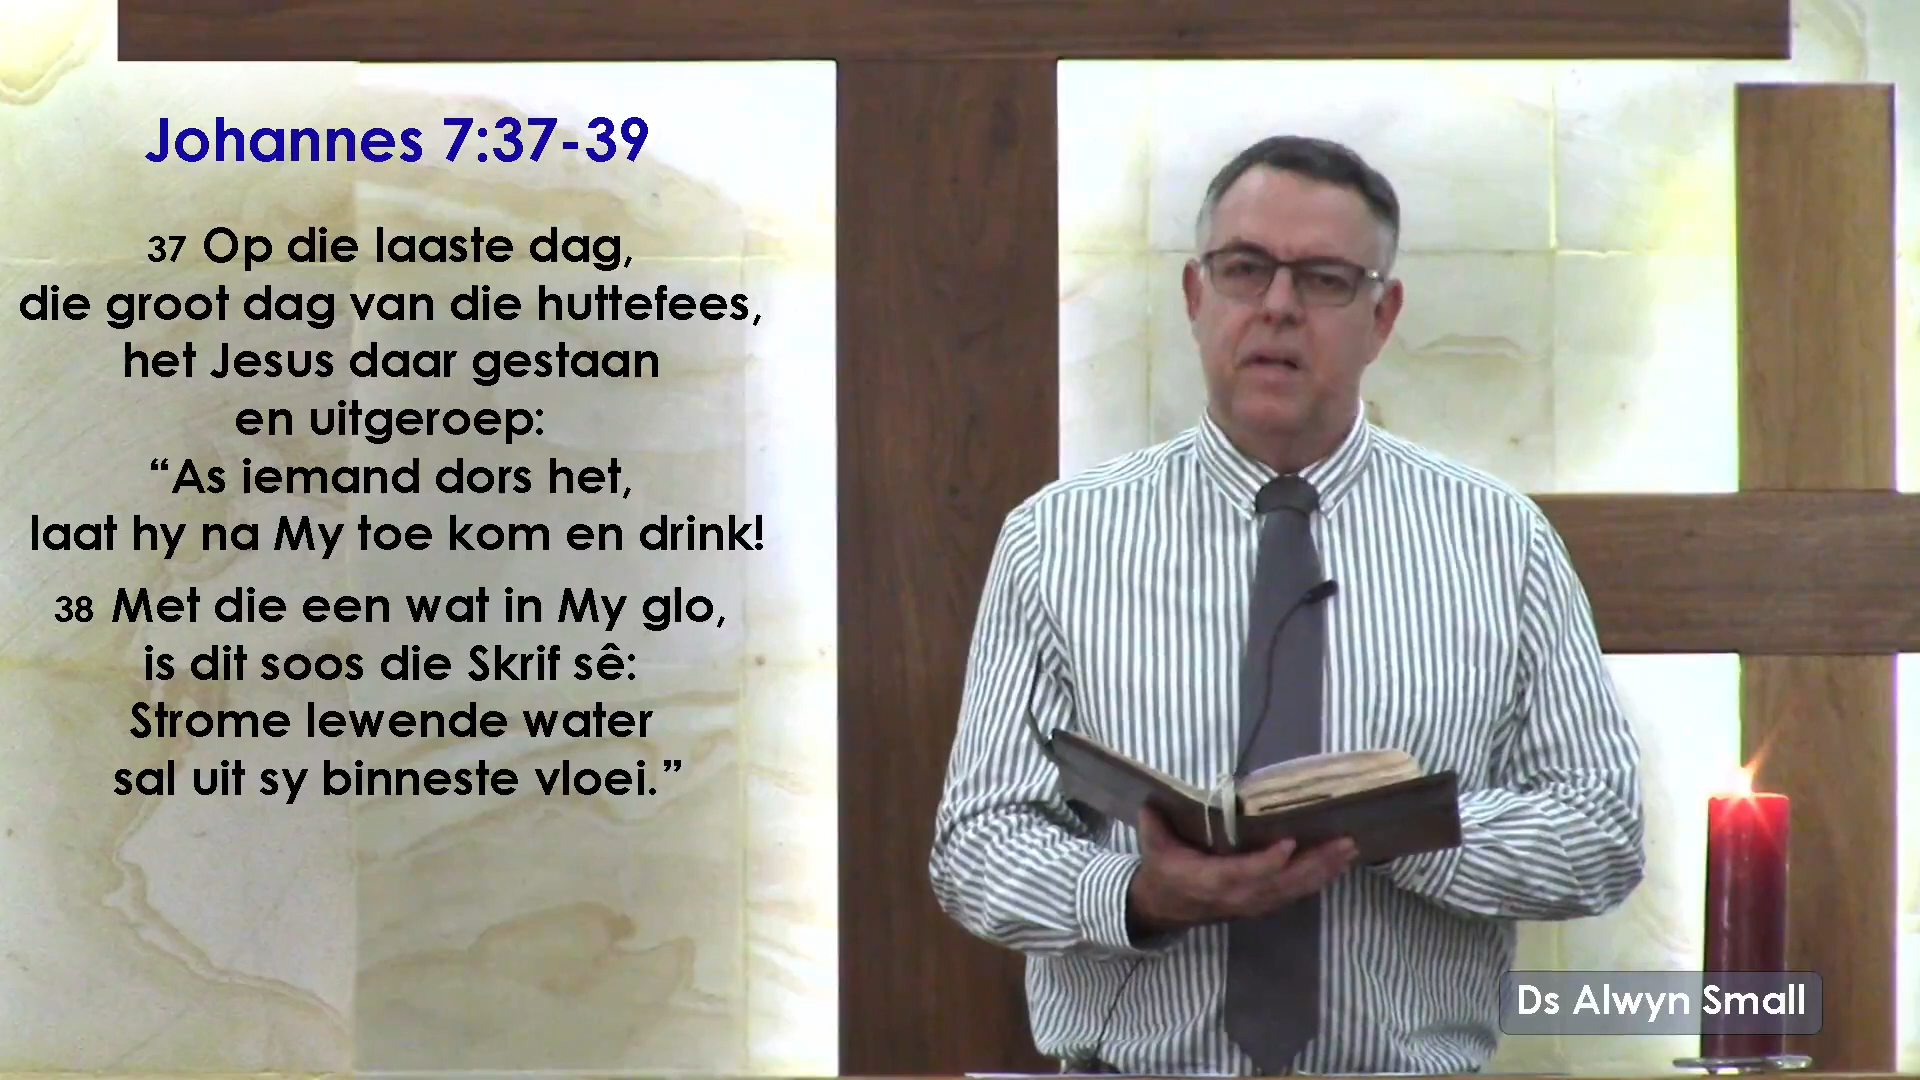 Johannes 7:37-39
37 Op die laaste dag,
die groot dag van die huttefees,
het Jesus daar gestaan
en uitgeroep:
“As iemand dors het,
laat hy na My toe kom en drink!
38 Met die een wat in My glo,
is dit soos die Skrif sê:
Strome lewende water
sal uit sy binneste vloei.”
Ds Alwyn Small